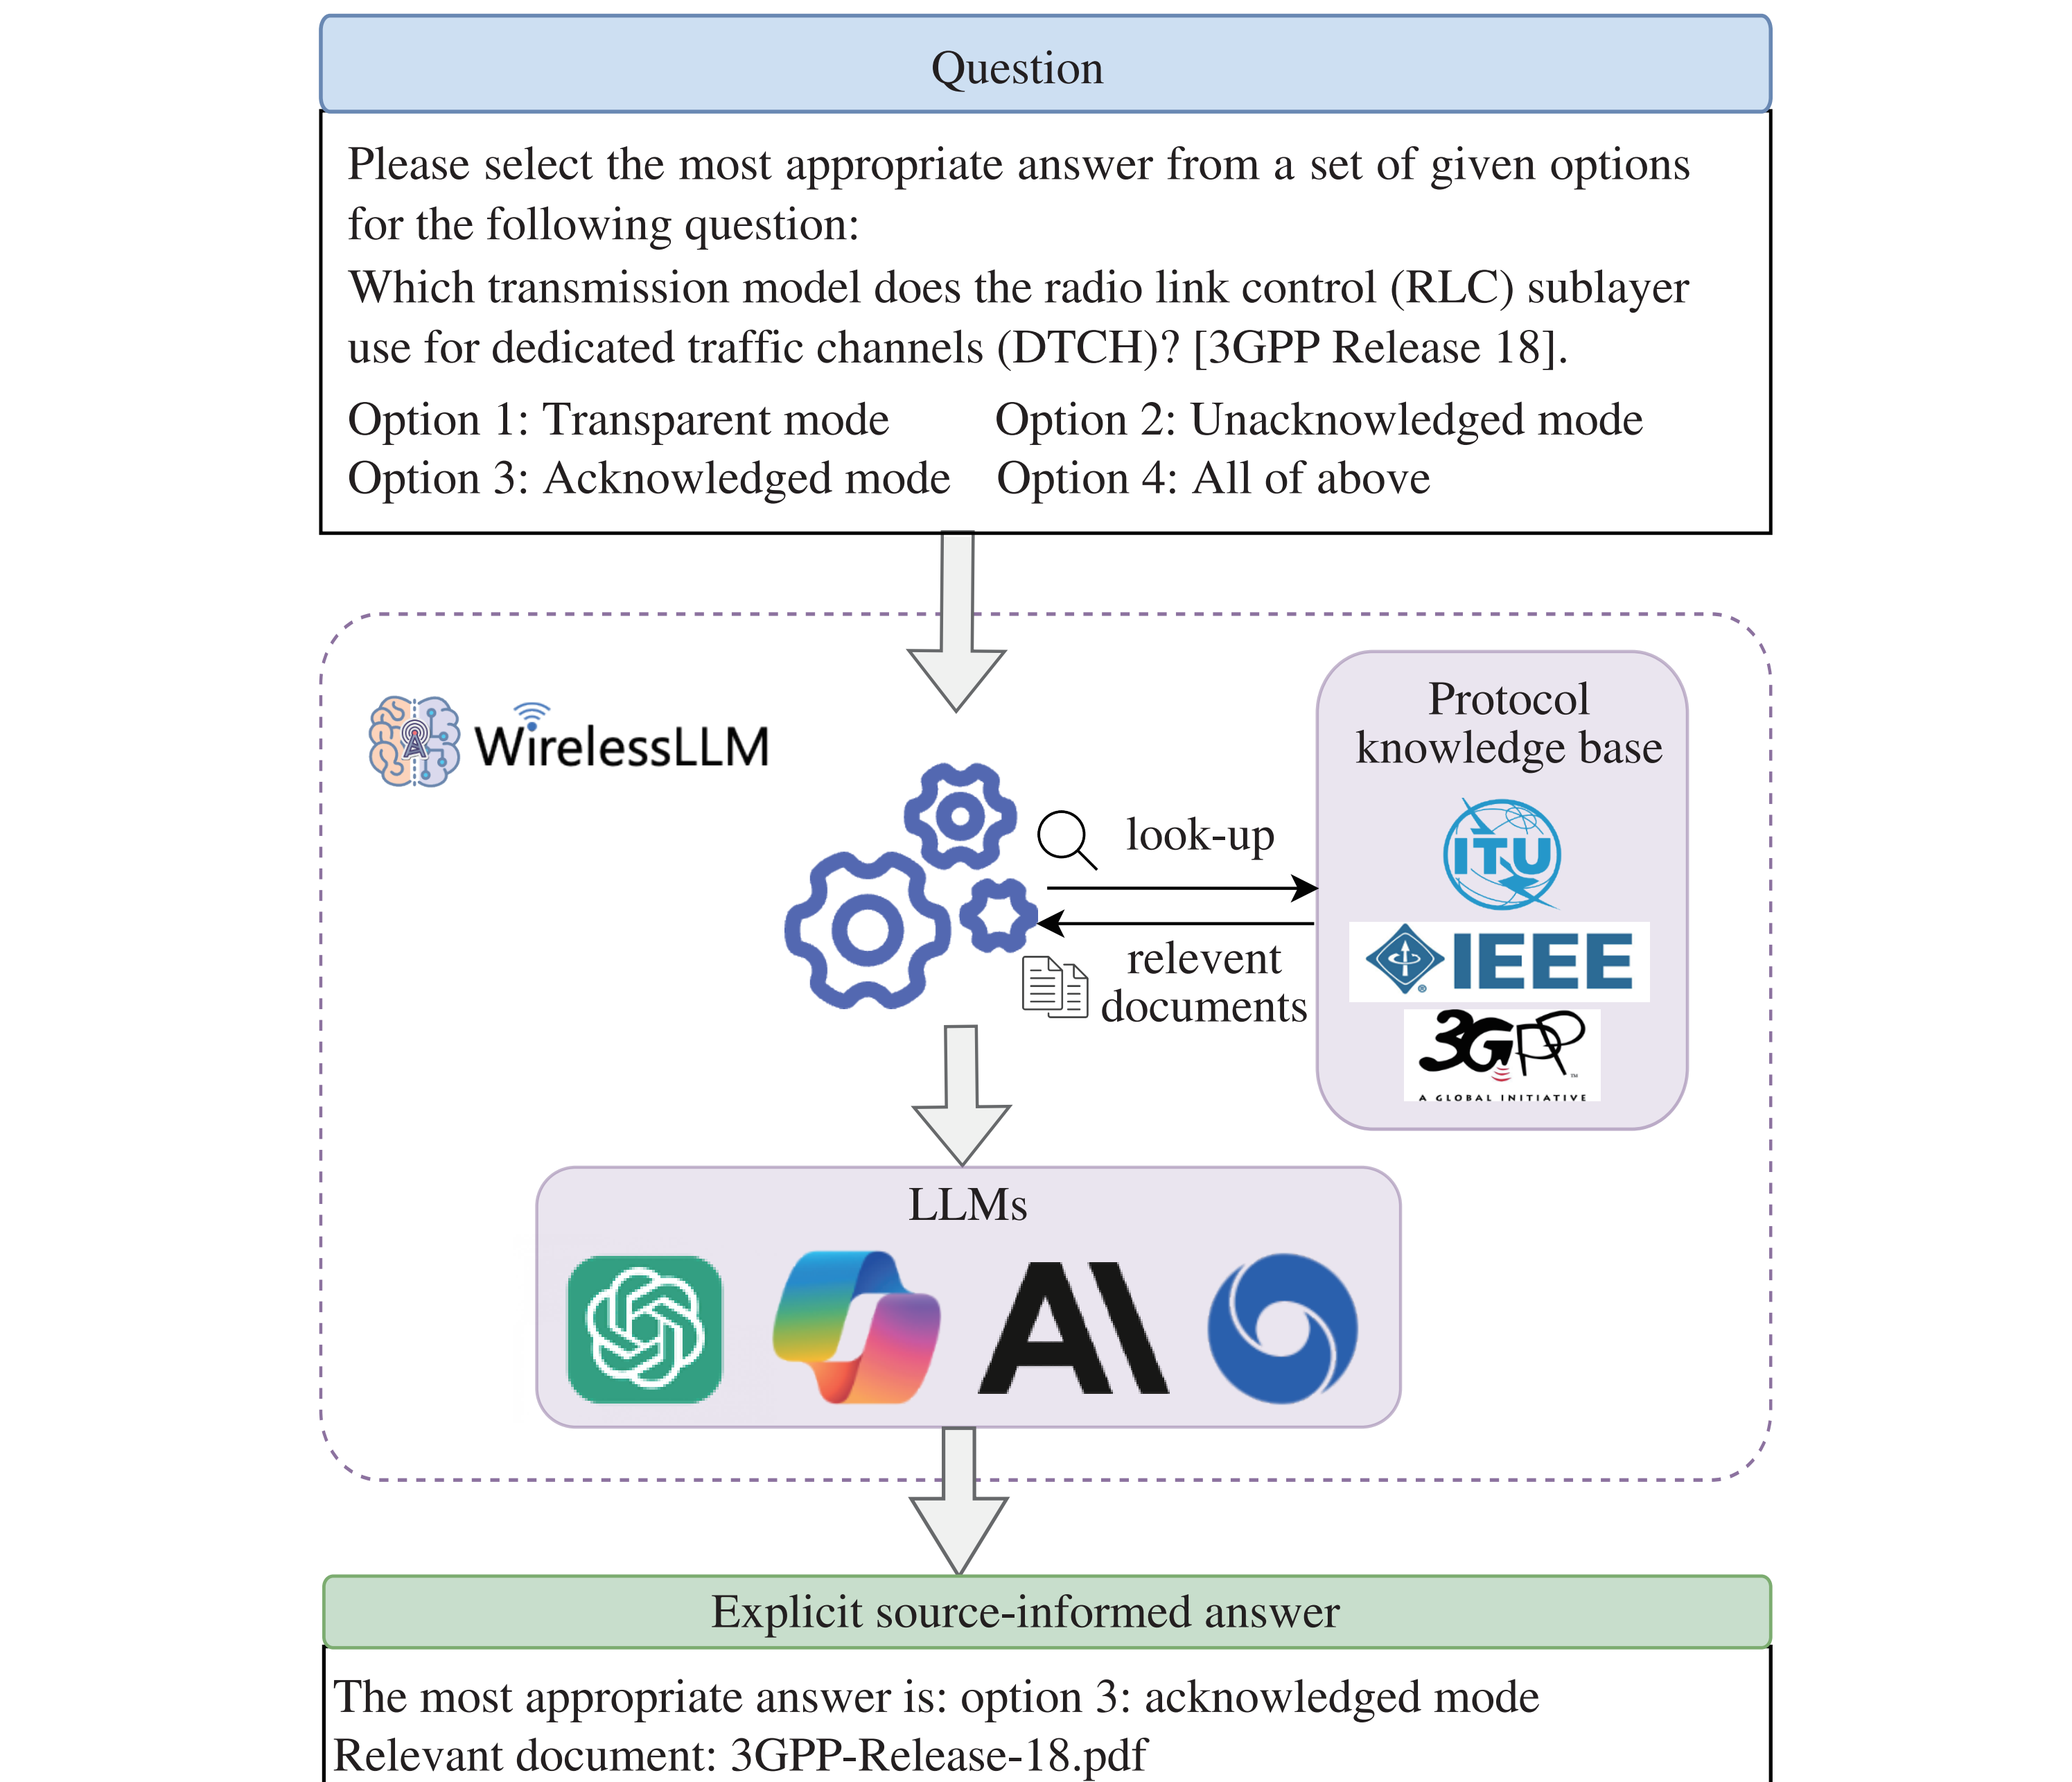 Question
Please select the most appropriate answer from a set of given options
for the following question:
Which transmission model does the radio link control (RLC) sublayer
use for dedicated traffic channels (DTCH)? [3GPP Release 18].
Option 1: Transparent mode Option 2: Unacknowledged mode
Option 3: Acknowledged mode Option 4: All of above
WirelessLLM
Protocol
knowledge base
look-up
ITU
relevent
documents
IEEE
®
3GPP
™
A GLOBAL INITIATIVE
LLMs
AI
Explicit source-informed answer
The most appropriate answer is: option 3: acknowledged mode
Relevant document: 3GPP-Release-18.pdf